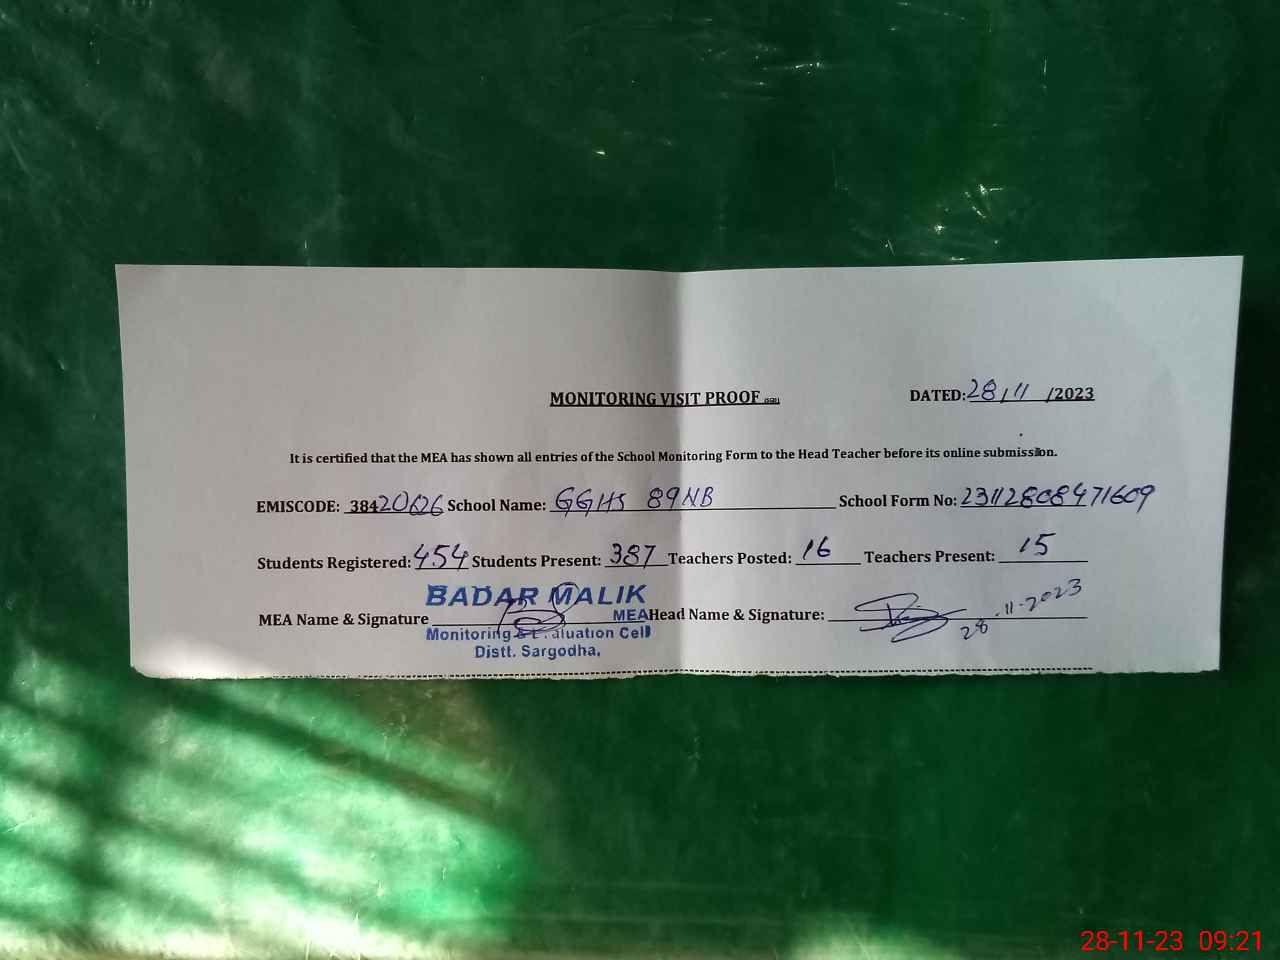 MONITORING VISIT PROOF
DATED: 28/11/2023
It is certified that the MEA has shown all entries of the School Monitoring Form to the Head Teacher before its online submission.
EMISCODE: 38420626 School Name: GGHS 89NB School Form No: 23112808471609
Students Registered: 454 Students Present: 387 Teachers Posted: 16 Teachers Present: 15
BADAR MALIK
MEA Name & Signature MEA Head Name & Signature: 28.11.2023
Monitoring & Evaluation Cell
Distt. Sargodha.
28-11-23 09:21